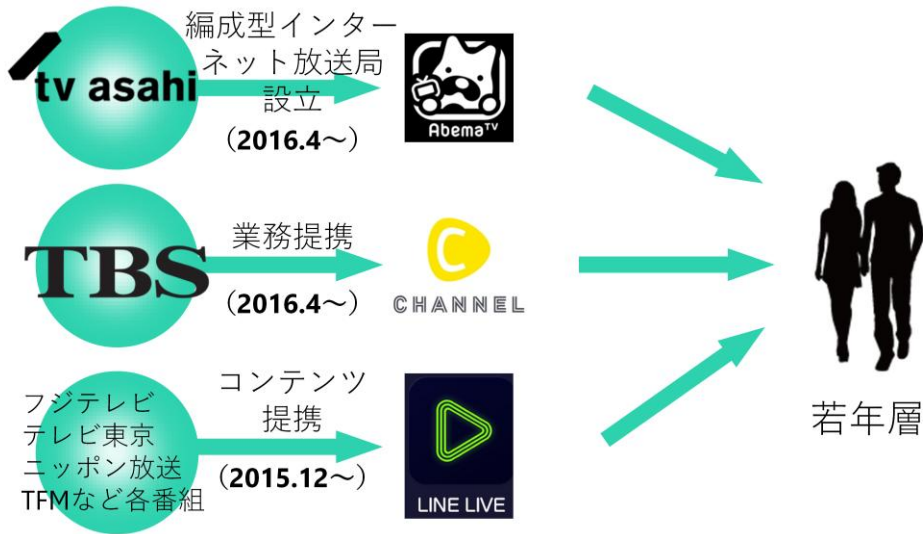 tv asahi
編成型インター
ネット放送局
設立
（2016.4～）
AbemaTV
TBS
業務提携
（2016.4～）
C
CHANNEL
フジテレビ
テレビ東京
ニッポン放送
TFMなど各番組
コンテンツ
提携
（2015.12～）
LINE LIVE
若年層